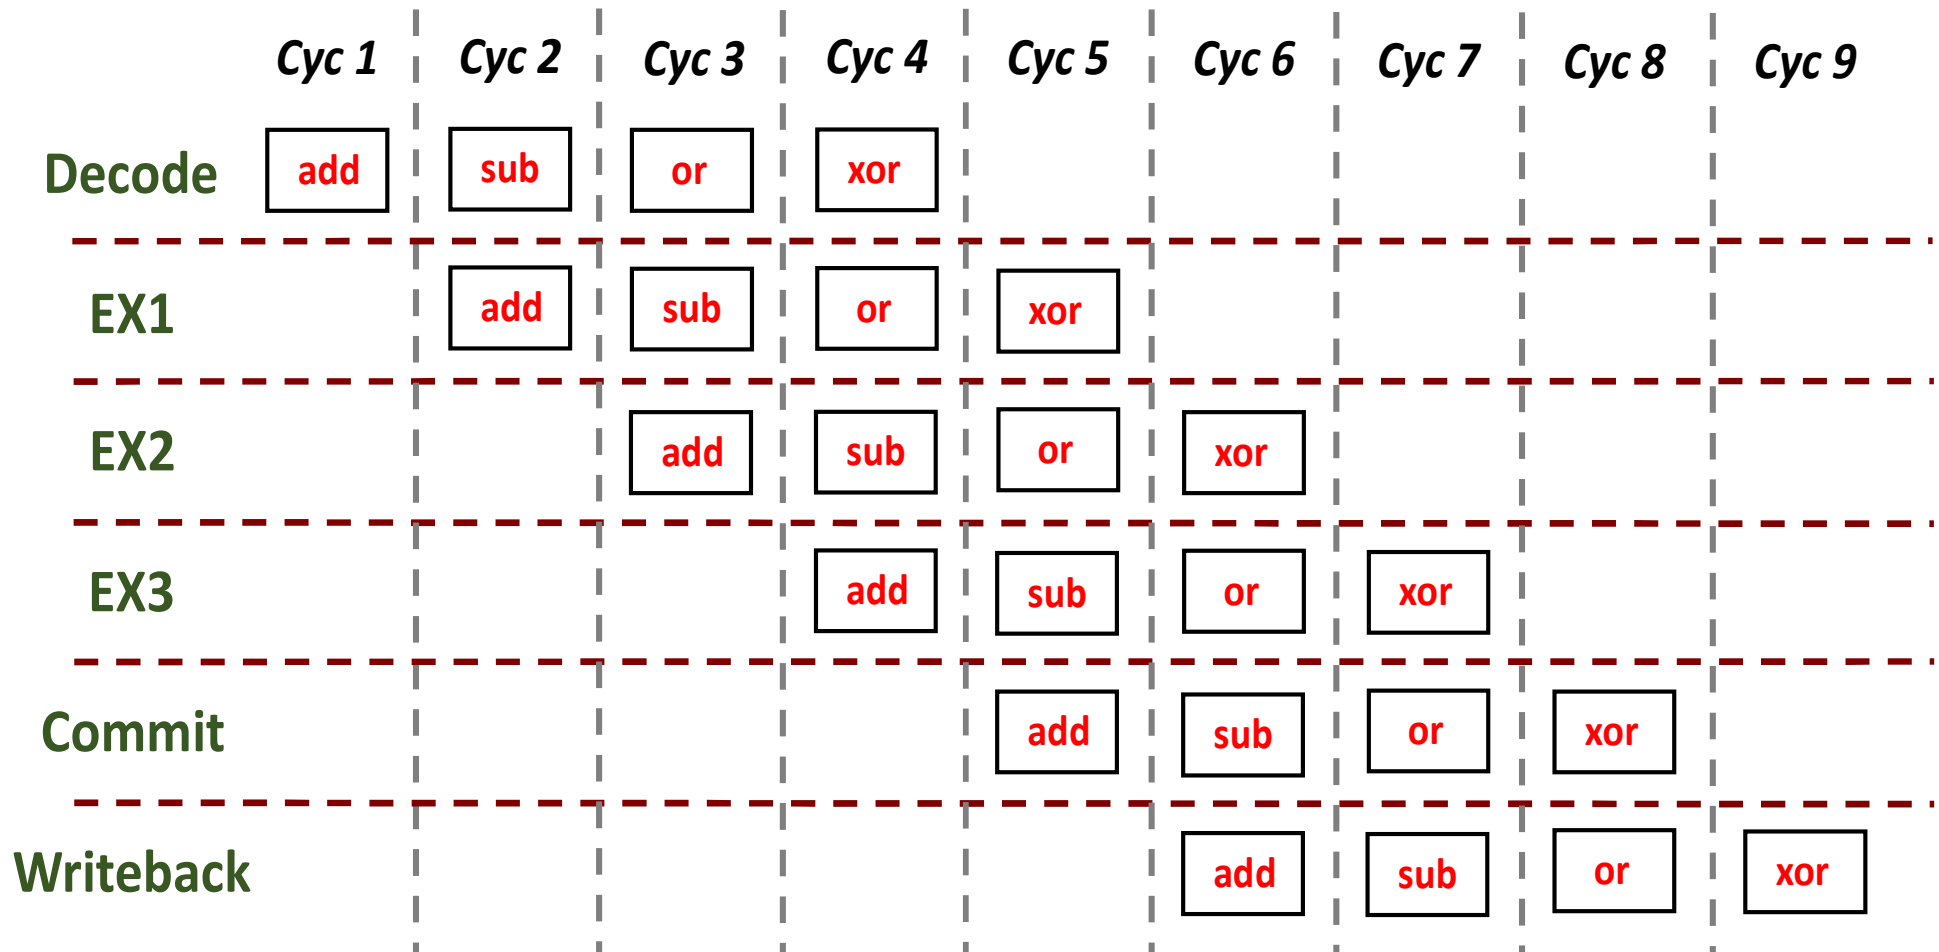 Cyc 1 Cyc 2 Cyc 3 Cyc 4 Cyc 5 Cyc 6 Cyc 7 Cyc 8 Cyc 9
Decode add sub or xor
EX1 add sub or xor
EX2 add sub or xor
EX3 add sub or xor
Commit add sub or xor
Writeback add sub or xor